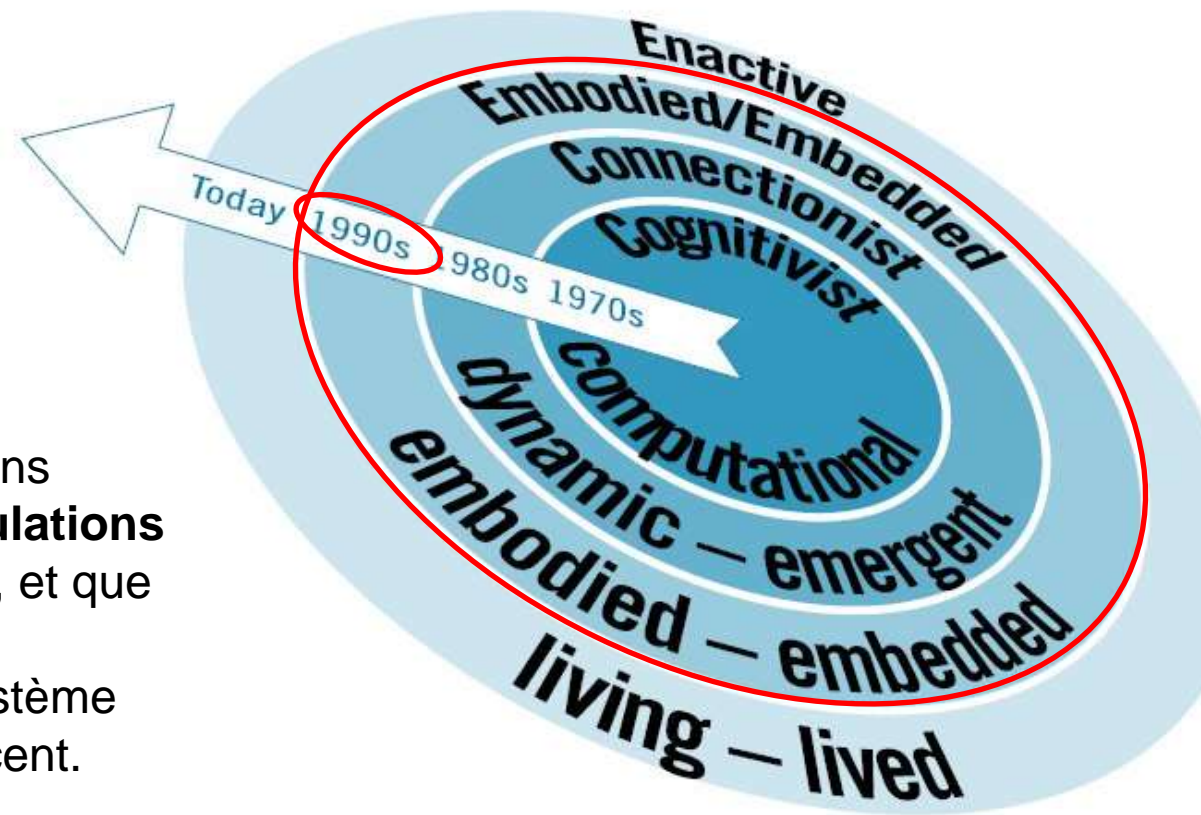 Enactive
Embodied/Embedded
Connectionist
Cognitivist
Today 1990s 1980s 1970s
computational
dynamic – emergent
embodied – embedded
living – lived
ns
ulations
, et que
stème
cent.